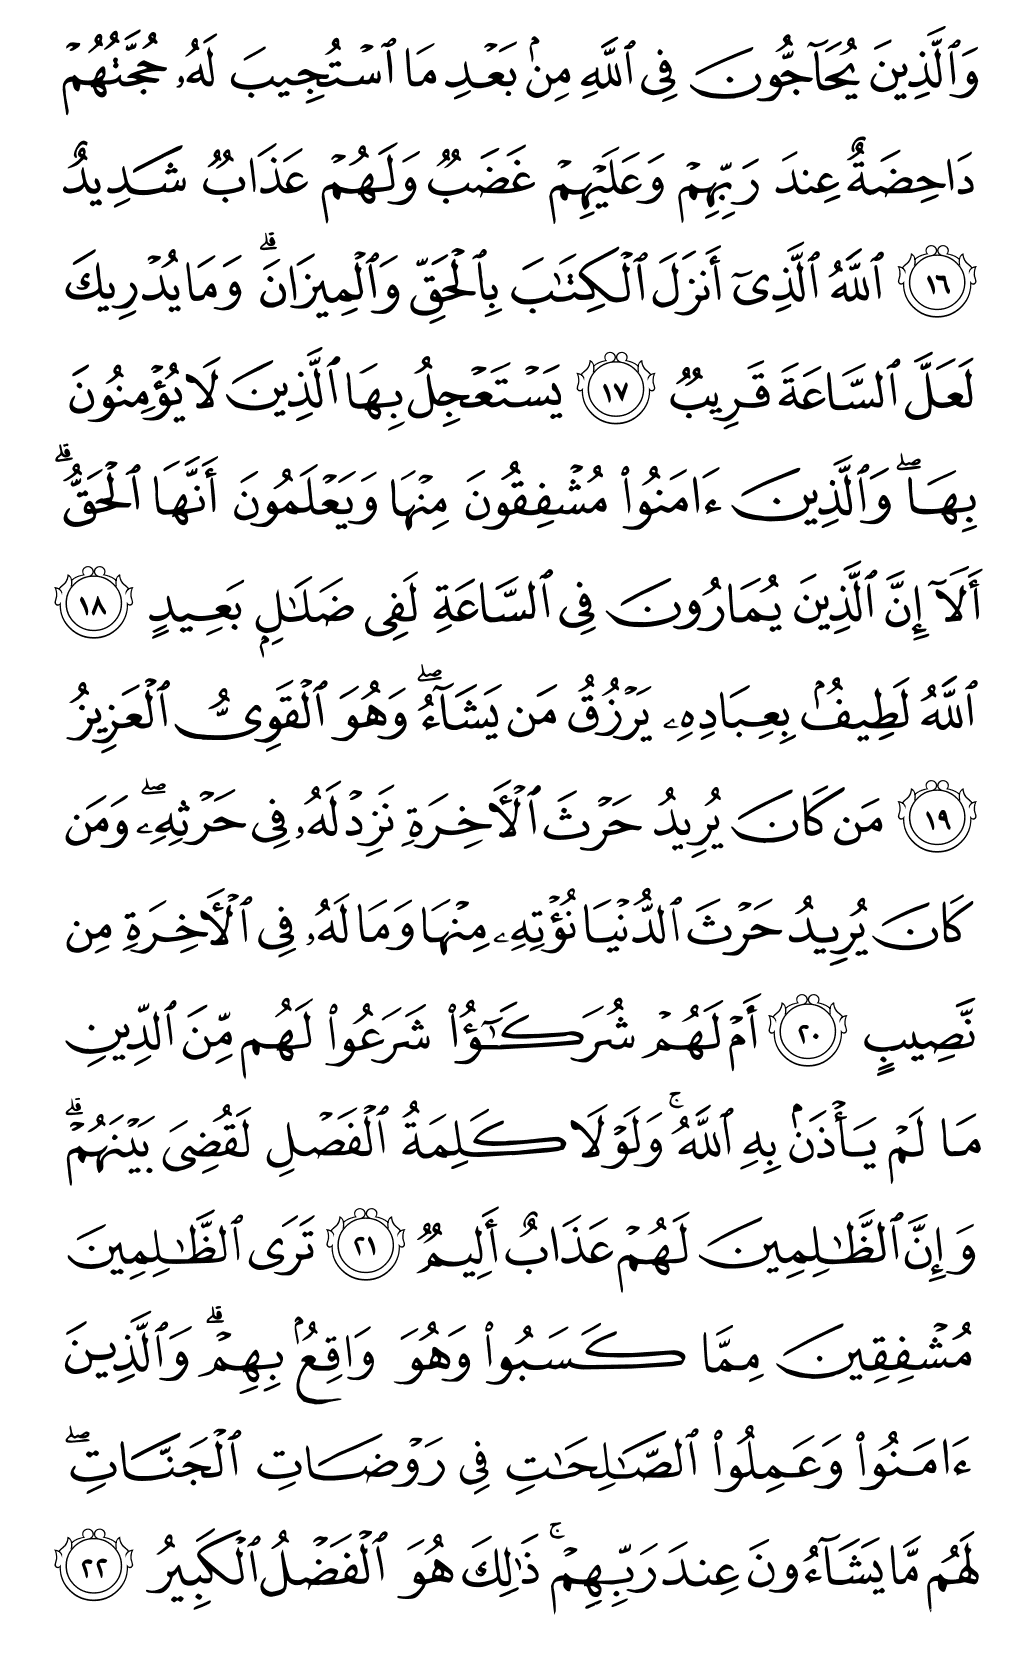 وَٱلَّذِينَ يُحَآجُّونَ فِى ٱللَّهِ مِنۢ بَعۡدِ مَا ٱسۡتُجِيبَ لَهُۥ حُجَّتُهُمۡ
دَاحِضَةٌ عِندَ رَبِّهِمۡ وَعَلَيۡهِمۡ غَضَبٞ وَلَهُمۡ عَذَابٞ شَدِيدٌ
١٦ ٱللَّهُ ٱلَّذِىٓ أَنزَلَ ٱلۡكِتَٰبَ بِٱلۡحَقِّ وَٱلۡمِيزَانَۗ وَمَا يُدۡرِيكَ
لَعَلَّ ٱلسَّاعَةَ قَرِيبٞ ١٧ يَسۡتَعۡجِلُ بِهَا ٱلَّذِينَ لَا يُؤۡمِنُونَ
بِهَاۖ وَٱلَّذِينَ ءَامَنُواْ مُشۡفِقُونَ مِنۡهَا وَيَعۡلَمُونَ أَنَّهَا ٱلۡحَقُّۗ
أَلَآ إِنَّ ٱلَّذِينَ يُمَارُونَ فِى ٱلسَّاعَةِ لَفِى ضَلَٰلِۭ بَعِيدٍ ١٨
ٱللَّهُ لَطِيفُۢ بِعِبَادِهِۦ يَرۡزُقُ مَن يَشَآءُۖ وَهُوَ ٱلۡقَوِىُّ ٱلۡعَزِيزُ
١٩ مَن كَانَ يُرِيدُ حَرۡثَ ٱلۡأَخِرَةِ نَزِدۡ لَهُۥ فِى حَرۡثِهِۦۖ وَمَن
كَانَ يُرِيدُ حَرۡثَ ٱلدُّنۡيَا نُؤۡتِهِۦ مِنۡهَا وَمَا لَهُۥ فِى ٱلۡأَخِرَةِ مِن
نَّصِيبٍ ٢٠ أَمۡ لَهُمۡ شُرَكَٰٓؤُاْ شَرَعُواْ لَهُم مِّنَ ٱلدِّينِ
مَا لَمۡ يَأۡذَنۢ بِهِ ٱللَّهُۚ وَلَوۡلَا كَلِمَةُ ٱلۡفَصۡلِ لَقُضِىَ بَيۡنَهُمۡۗ
وَإِنَّ ٱلظَّٰلِمِينَ لَهُمۡ عَذَابٌ أَلِيمٞ ٢١ تَرَى ٱلظَّٰلِمِينَ
مُشۡفِقِينَ مِمَّا كَسَبُواْ وَهُوَ وَاقِعُۢ بِهِمۡۗ وَٱلَّذِينَ
ءَامَنُواْ وَعَمِلُواْ ٱلصَّٰلِحَٰتِ فِى رَوۡضَاتِ ٱلۡجَنَّاتِۖ
لَهُم مَّا يَشَآءُونَ عِندَ رَبِّهِمۡۚ ذَٰلِكَ هُوَ ٱلۡفَضۡلُ ٱلۡكَبِيرُ ٢٢